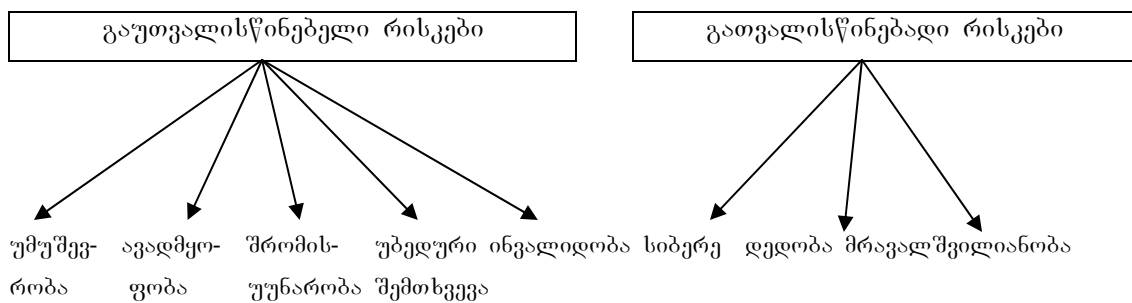 გაუთვალისწინებელი რისკები
გათვალისწინებადი რისკები
უმუშევ-
რობა
ავადმყო-
ფობა
შრომის-
უუნარობა
უბედური
შემთხვევა
ინვალიდობა
სიბერე
დედობა
მრავალშვილიანობა